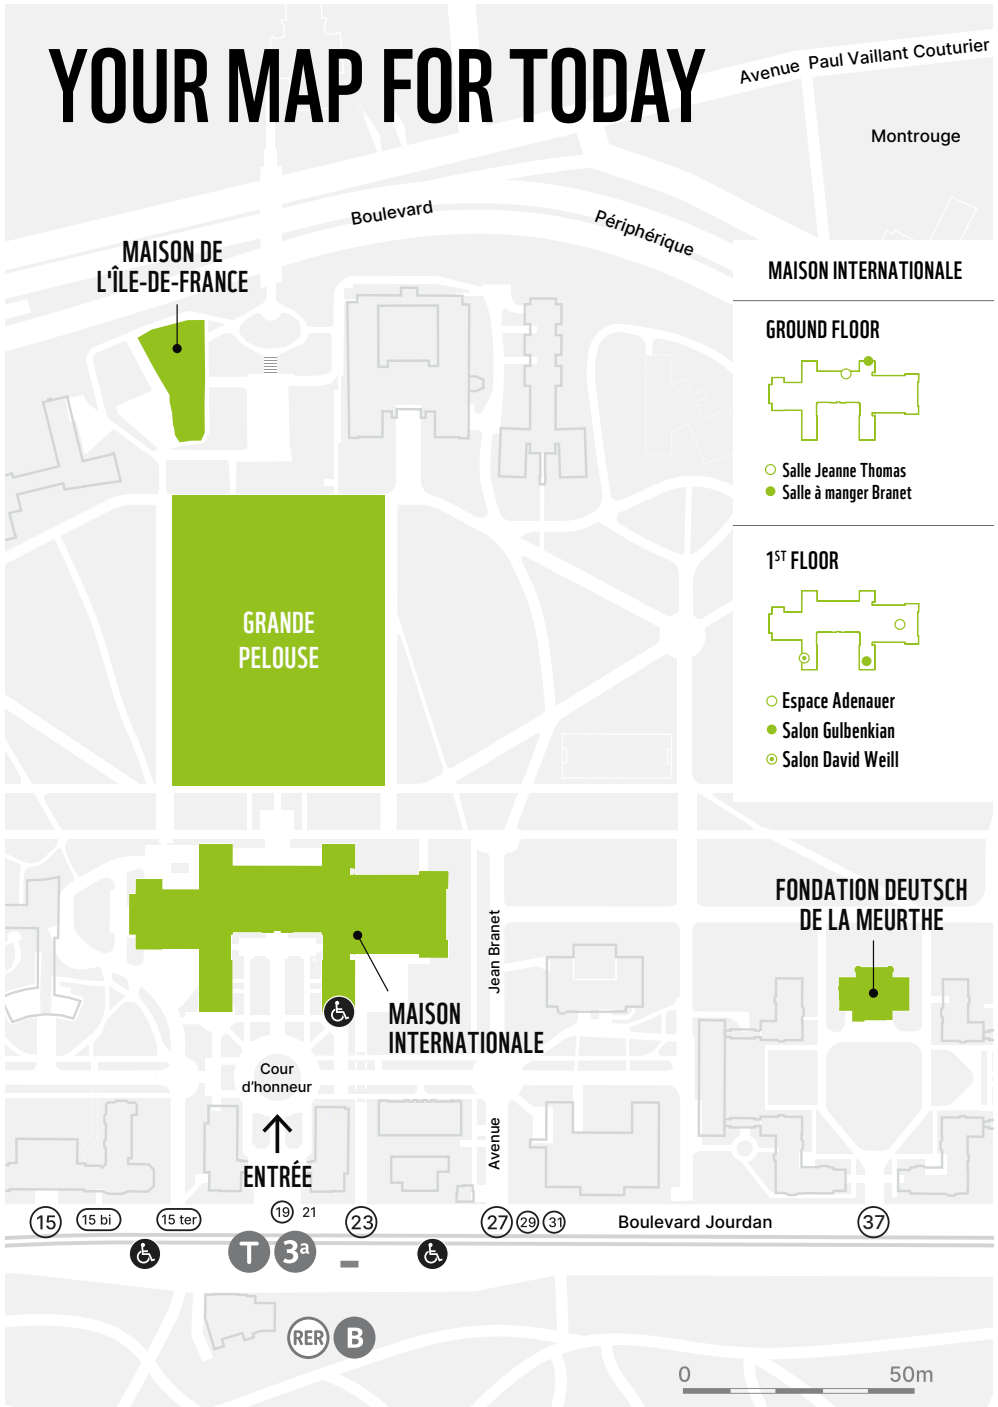 YOUR MAP FOR TODAY
Avenue Paul Vaillant Couturier
Montrouge
Boulevard
Périphérique
MAISON DE
L'ÎLE-DE-FRANCE
MAISON INTERNATIONALE
GROUND FLOOR
Salle Jeanne Thomas
Salle à manger Branet
1ST FLOOR
Espace Adenauer
Salon Gulbenkian
Salon David Weill
GRANDE
PELOUSE
FONDATION DEUTSCH
DE LA MEURTHE
Jean Branet
MAISON
INTERNATIONALE
Cour
d'honneur
Avenue
ENTRÉE
15
15 bi
15 ter
19
21
23
27
29
31
Boulevard Jourdan
37
T
3a
RER
B
0
50m